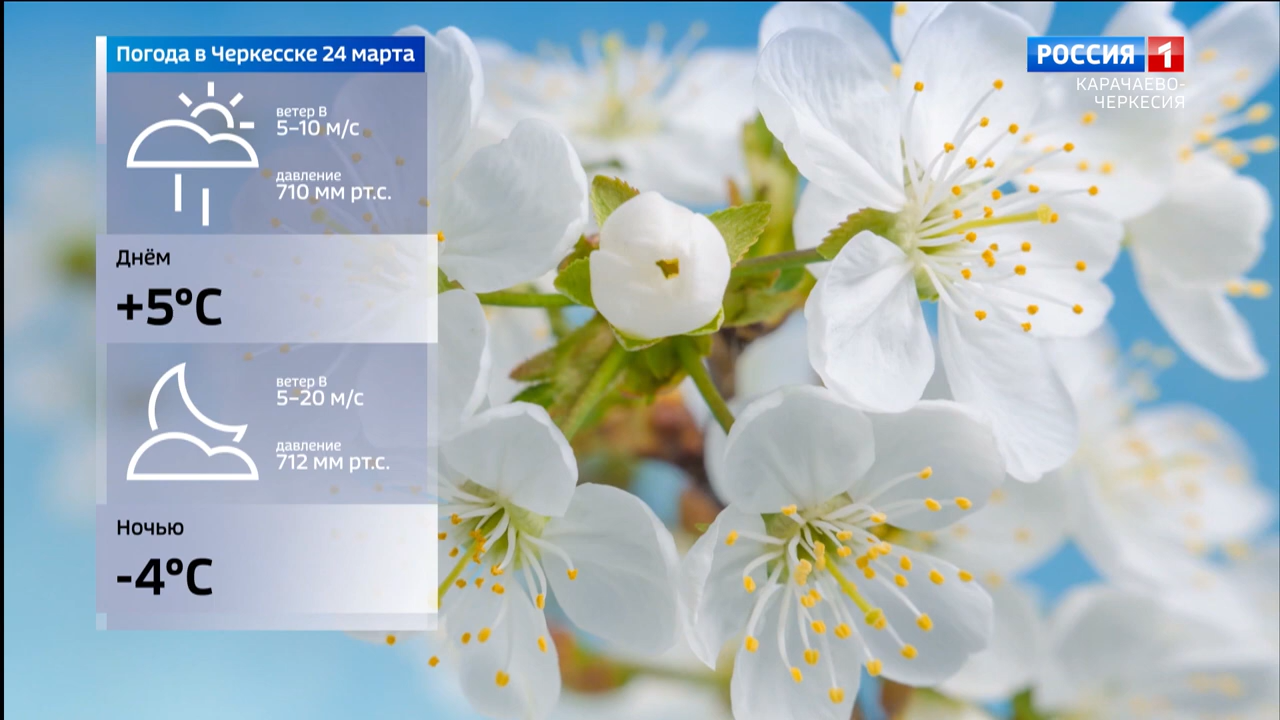 Погода в Черкесске 24 марта
РОССИЯ 1
КАРАЧАЕВО-
ЧЕРКЕСИЯ
ветер В
5–10 м/с
давление
710 мм рт.с.
Днём
+5°C
ветер В
5–20 м/с
давление
712 мм рт.с.
Ночью
-4°C